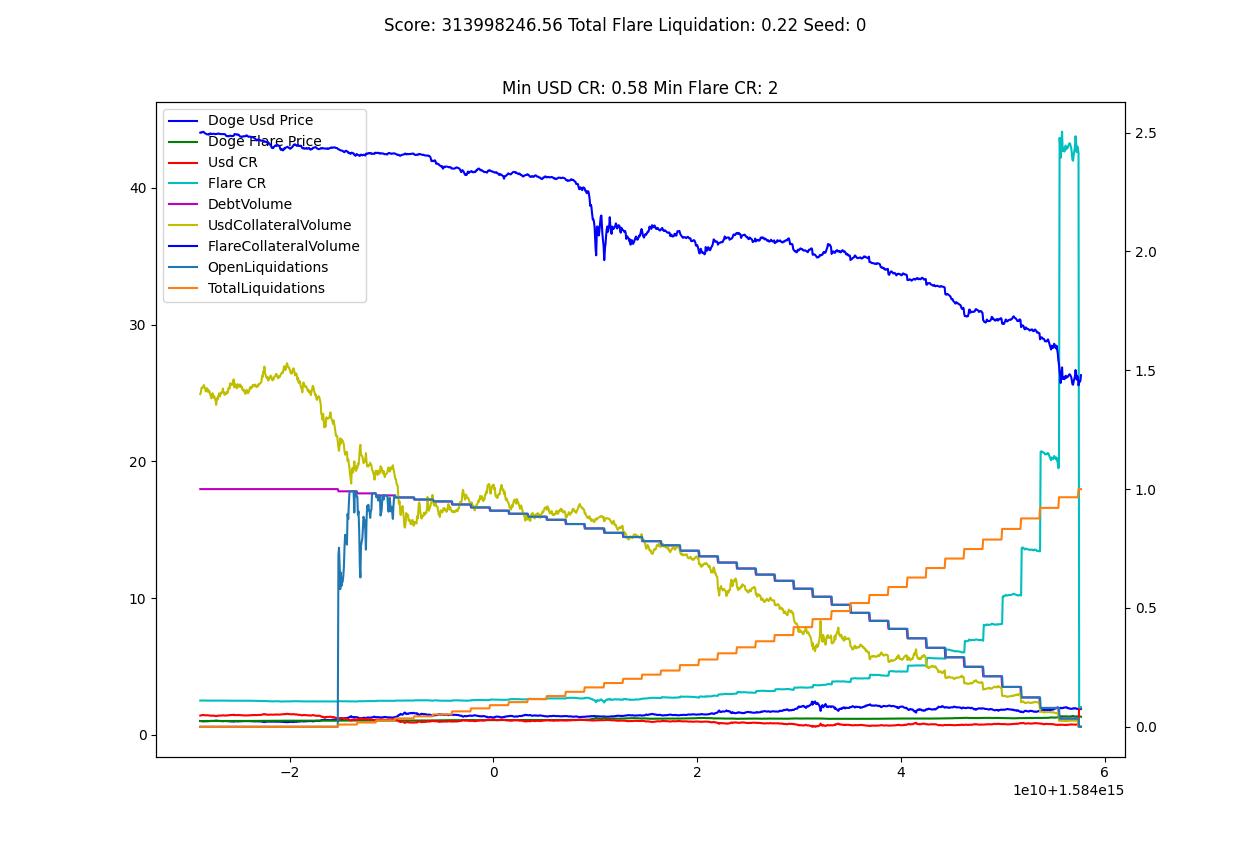 Score: 313998246.56 Total Flare Liquidation: 0.22 Seed: 0
Min USD CR: 0.58 Min Flare CR: 2
Doge Usd Price
Doge Flare Price
Usd CR
Flare CR
DebtVolume
UsdCollateralVolume
FlareCollateralVolume
OpenLiquidations
TotalLiquidations
40
30
20
10
0
2.5
2.0
1.5
1.0
0.5
0.0
−2
0
2
4
6
1e10+1.584e15